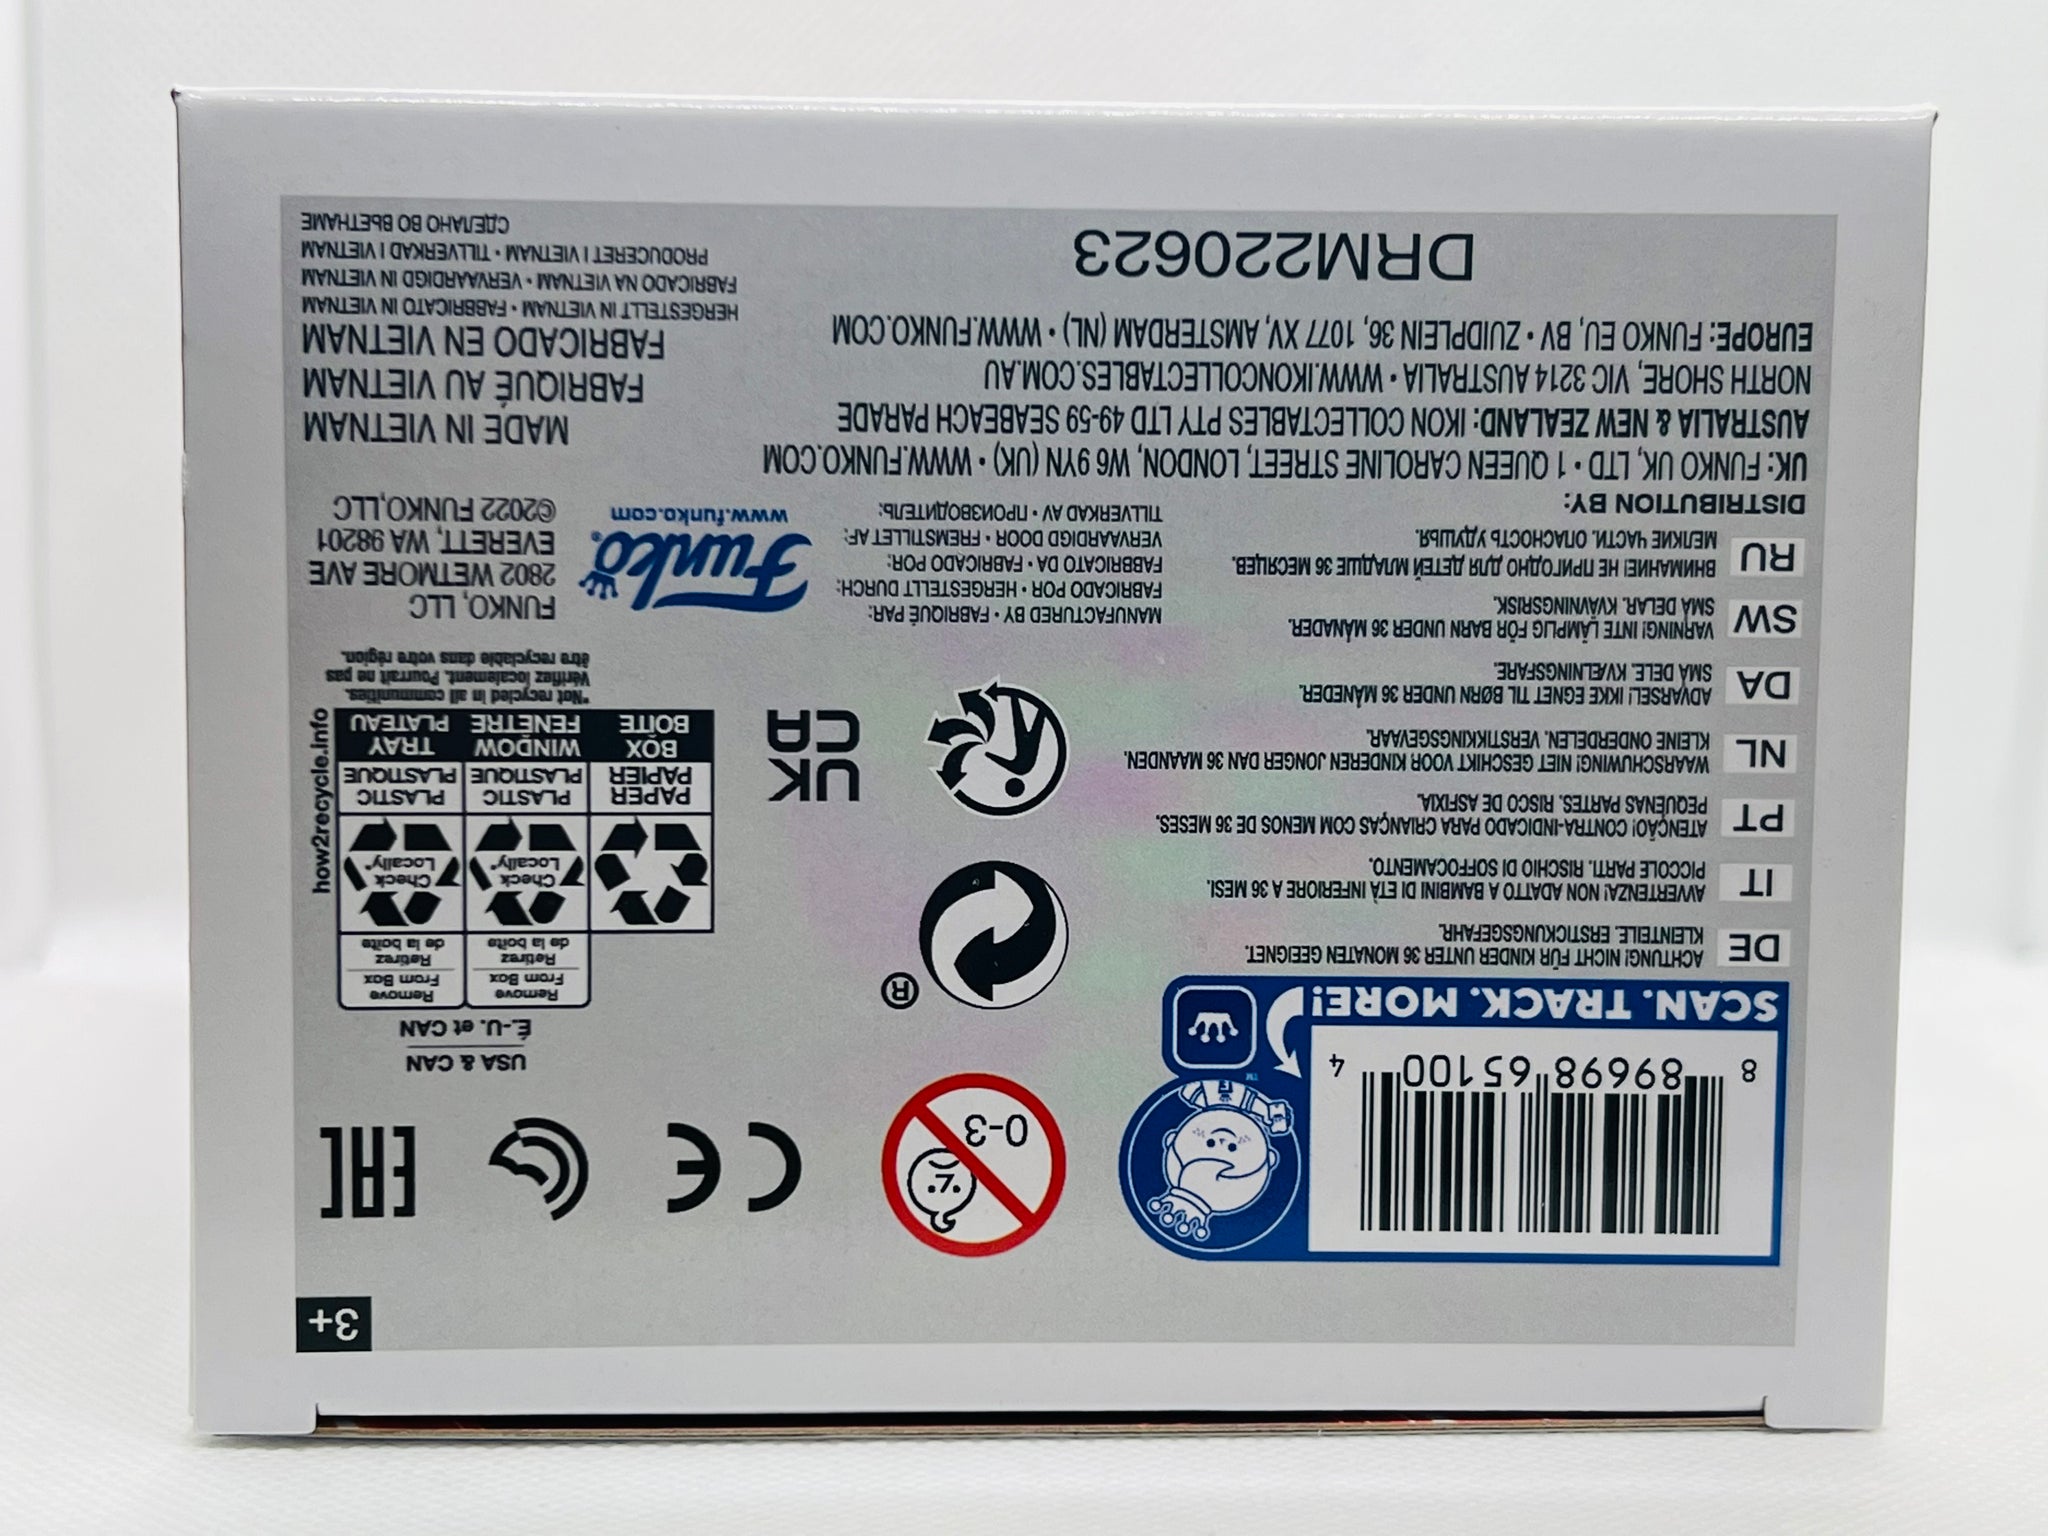 3+
8 89698 65100 4
SCAN. TRACK. MORE!
™
0-3
CE
EAC
DE
ACHTUNG! NICHT FÜR KINDER UNTER 36 MONATEN GEEIGNET.
KLEINTEILE. ERSTICKUNGSGEFAHR.
IT
AVVERTENZA! NON ADATTO A BAMBINI DI ETÀ INFERIORE A 36 MESI.
PICCOLE PARTI. RISCHIO DI SOFFOCAMENTO.
PT
ATENÇÃO! CONTRA-INDICADO PARA CRIANÇAS COM MENOS DE 36 MESES.
PEQUENAS PARTES. RISCO DE ASFIXIA.
NL
WAARSCHUWING! NIET GESCHIKT VOOR KINDEREN JONGER DAN 36 MAANDEN.
KLEINE ONDERDELEN. VERSTIKKINGSGEVAAR.
DA
ADVARSEL! IKKE EGNET TIL BØRN UNDER 36 MÅNEDER.
SMÅ DELE. KVÆLNINGSFARE.
SW
VARNING! INTE LÄMPLIG FÖR BARN UNDER 36 MÅNADER.
SMÅ DELAR. KVÄVNINGSRISK.
RU
ВНИМАНИЕ! НЕ ПРИГОДНО ДЛЯ ДЕТЕЙ МЛАДШЕ 36 МЕСЯЦЕВ.
МЕЛКИЕ ЧАСТИ. ОПАСНОСТЬ УДУШЬЯ.
®
UK
CA
USA & CAN
É.-U. et CAN
Remove From Box
Retirez de la boîte
Remove From Box
Retirez de la boîte
Check Locally*
Check Locally*
PAPER
PAPIER
PLASTIC
PLASTIQUE
PLASTIC
PLASTIQUE
BOX
BOÎTE
WINDOW
FENÊTRE
TRAY
PLATEAU
how2recycle.info
*Not recycled in all communities.
Vérifiez localement. Pourrait ne pas
être recyclable dans votre région.
MANUFACTURED BY • FABRIQUÉ PAR:
FABRICADO POR • HERGESTELLT DURCH:
FABBRICATO DA • FABRICADO POR:
VERVAARDIGD DOOR • FREMSTILLET AF:
TILLVERKAD AV • ПРОИЗВОДИТЕЛЬ:
Funko®
www.funko.com
FUNKO, LLC
2802 WETMORE AVE
EVERETT, WA 98201
©2022 FUNKO,LLC
DISTRIBUTION BY:
UK: FUNKO UK, LTD • 1 QUEEN CAROLINE STREET, LONDON, W6 9YN (UK) • WWW.FUNKO.COM
AUSTRALIA & NEW ZEALAND: IKON COLLECTABLES PTY LTD 49-59 SEABEACH PARADE
NORTH SHORE, VIC 3214 AUSTRALIA • WWW.IKONCOLLECTABLES.COM.AU
EUROPE: FUNKO EU, BV • ZUIDPLEIN 36, 1077 XV, AMSTERDAM (NL) • WWW.FUNKO.COM
MADE IN VIETNAM
FABRIQUÉ AU VIETNAM
FABRICADO EN VIETNAM
HERGESTELLT IN VIETNAM • FABBRICATO IN VIETNAM
FABRICADO NA VIETNAM • VERVAARDIGD IN VIETNAM
PRODUCERET I VIETNAM • TILLVERKAD I VIETNAM
СДЕЛАНО ВО ВЬЕТНАМЕ
DRM220623